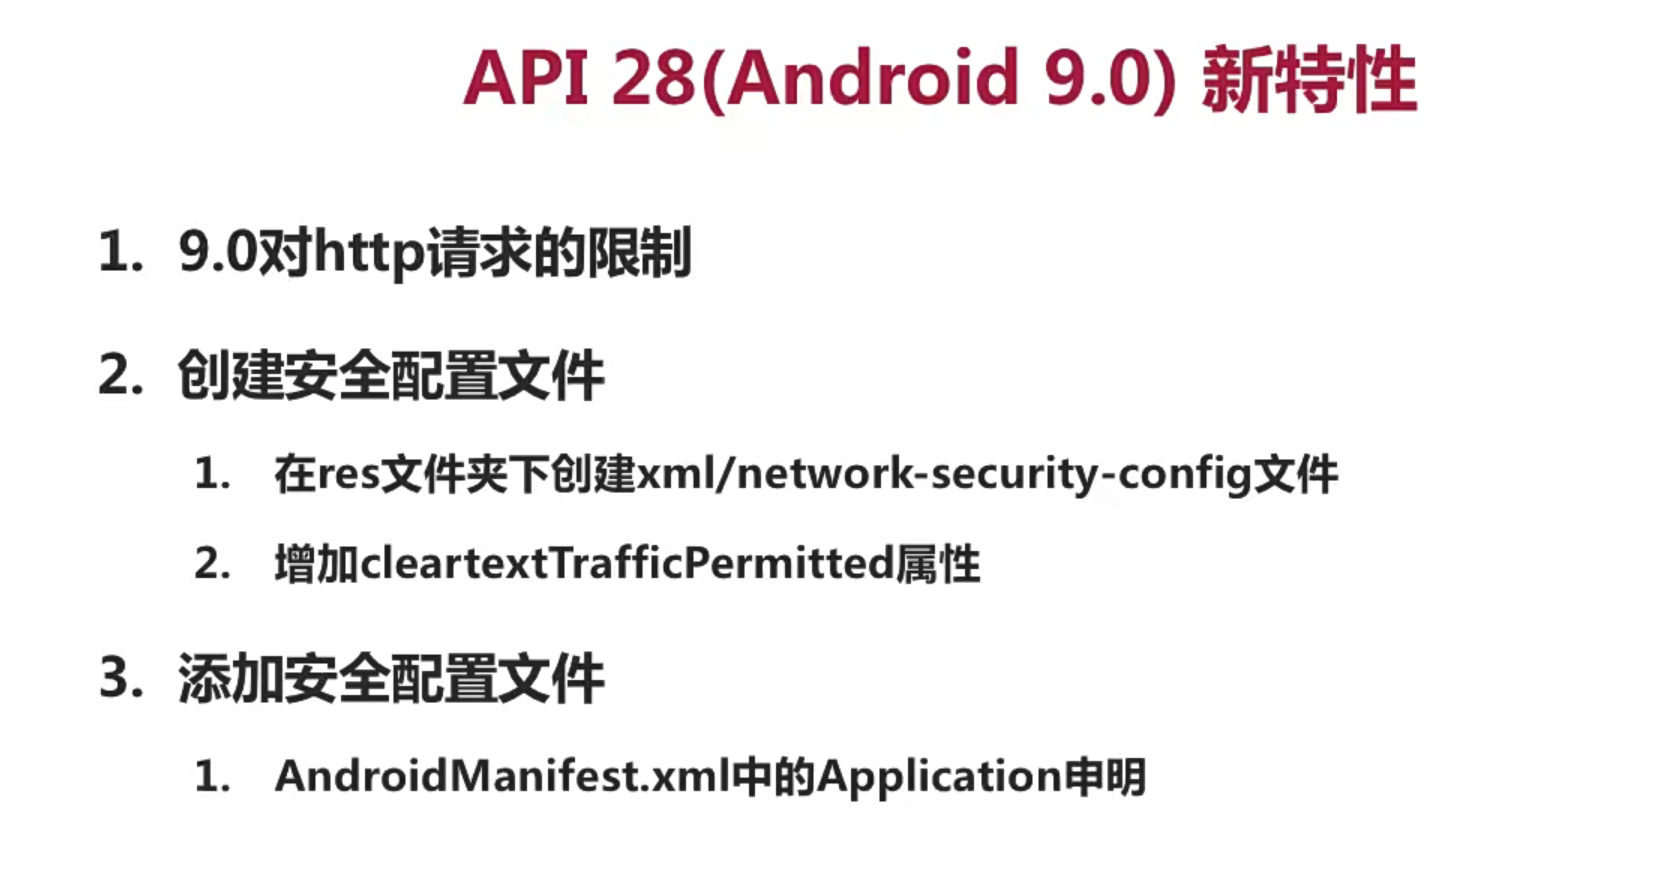 API 28(Android 9.0) 新特性
1. 9.0对http请求的限制
2. 创建安全配置文件
1. 在res文件夹下创建xml/network-security-config文件
2. 增加cleartextTrafficPermitted属性
3. 添加安全配置文件
1. AndroidManifest.xml中的Application申明